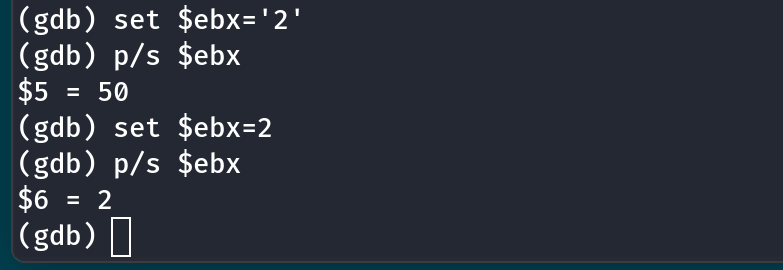 (gdb) set $ebx='2'
(gdb) p/s $ebx
$5 = 50
(gdb) set $ebx=2
(gdb) p/s $ebx
$6 = 2
(gdb)